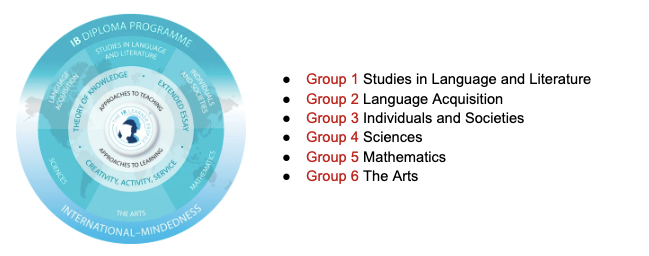 IB DIPLOMA PROGRAMME
STUDIES IN LANGUAGE
AND LITERATURE
LANGUAGE
ACQUISITION
INDIVIDUALS
AND SOCIETIES
THEORY OF KNOWLEDGE
EXTENDED ESSAY
APPROACHES TO TEACHING
APPROACHES TO LEARNING
CREATIVITY, ACTIVITY, SERVICE
SCIENCES
MATHEMATICS
THE ARTS
INTERNATIONAL-MINDEDNESS
● Group 1 Studies in Language and Literature
● Group 2 Language Acquisition
● Group 3 Individuals and Societies
● Group 4 Sciences
● Group 5 Mathematics
● Group 6 The Arts